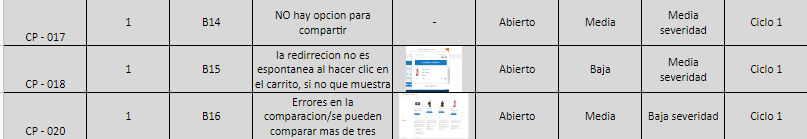 CP - 017
1
B14
NO hay opcion para
compartir
-
Abierto
Media
Media
severidad
Ciclo 1
CP - 018
1
B15
la redirrecion no es
espontanea al hacer clic en
el carrito, si no que muestra
Abierto
Baja
Media
severidad
Ciclo 1
CP - 020
1
B16
Errores en la
comparacion/se pueden
comparar mas de tres
Abierto
Media
Baja severidad
Ciclo 1